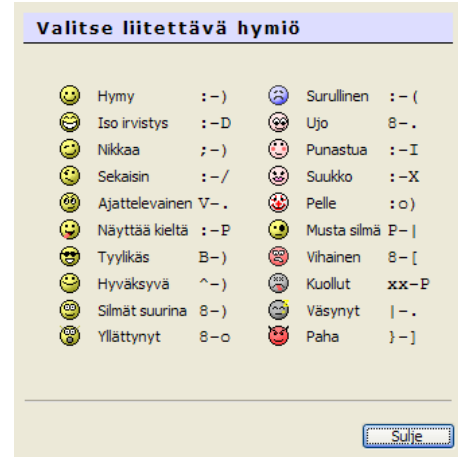 Valitse liitettävä hymiö
Hymy :-) Surullinen :-(
Iso irvistys :-D Ujo 8-.
Nikkaa ;-) Punastua :-I
Sekaisin :-/ Suukko :-X
Ajattelevainen V-. Pelle :o)
Näyttää kieltä :-P Musta silmä P-|
Tyylikäs B-) Vihainen 8-[
Hyväksyvä ^-) Kuollut xx-P
Silmät suurina 8-) Väsynyt |-.
Yllättynyt 8-o Paha }-]
Sulje